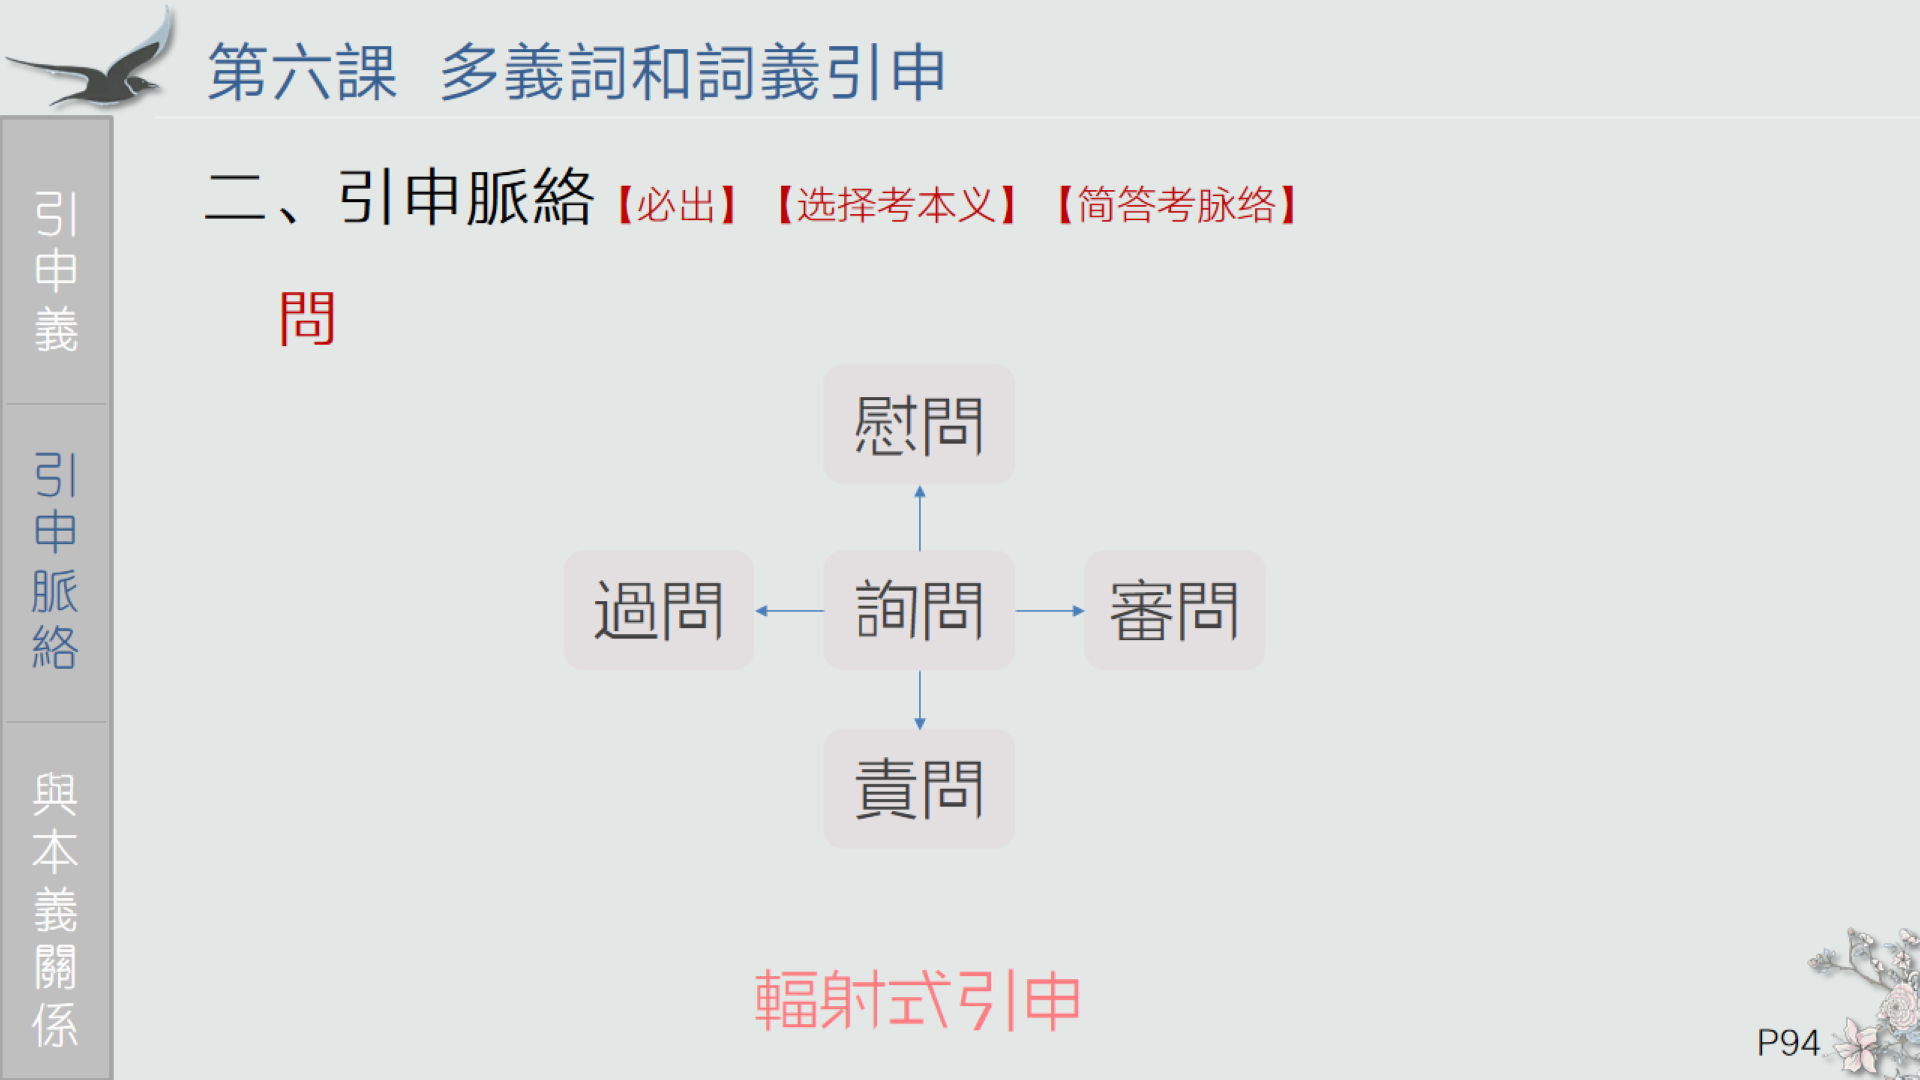 第六課 多義詞和詞義引申
引申義
引申脈絡
與本義關係
二、引申脈絡【必出】【选择考本义】【简答考脉络】
問
慰問
過問 詢問 審問
責問
輻射式引申
P94